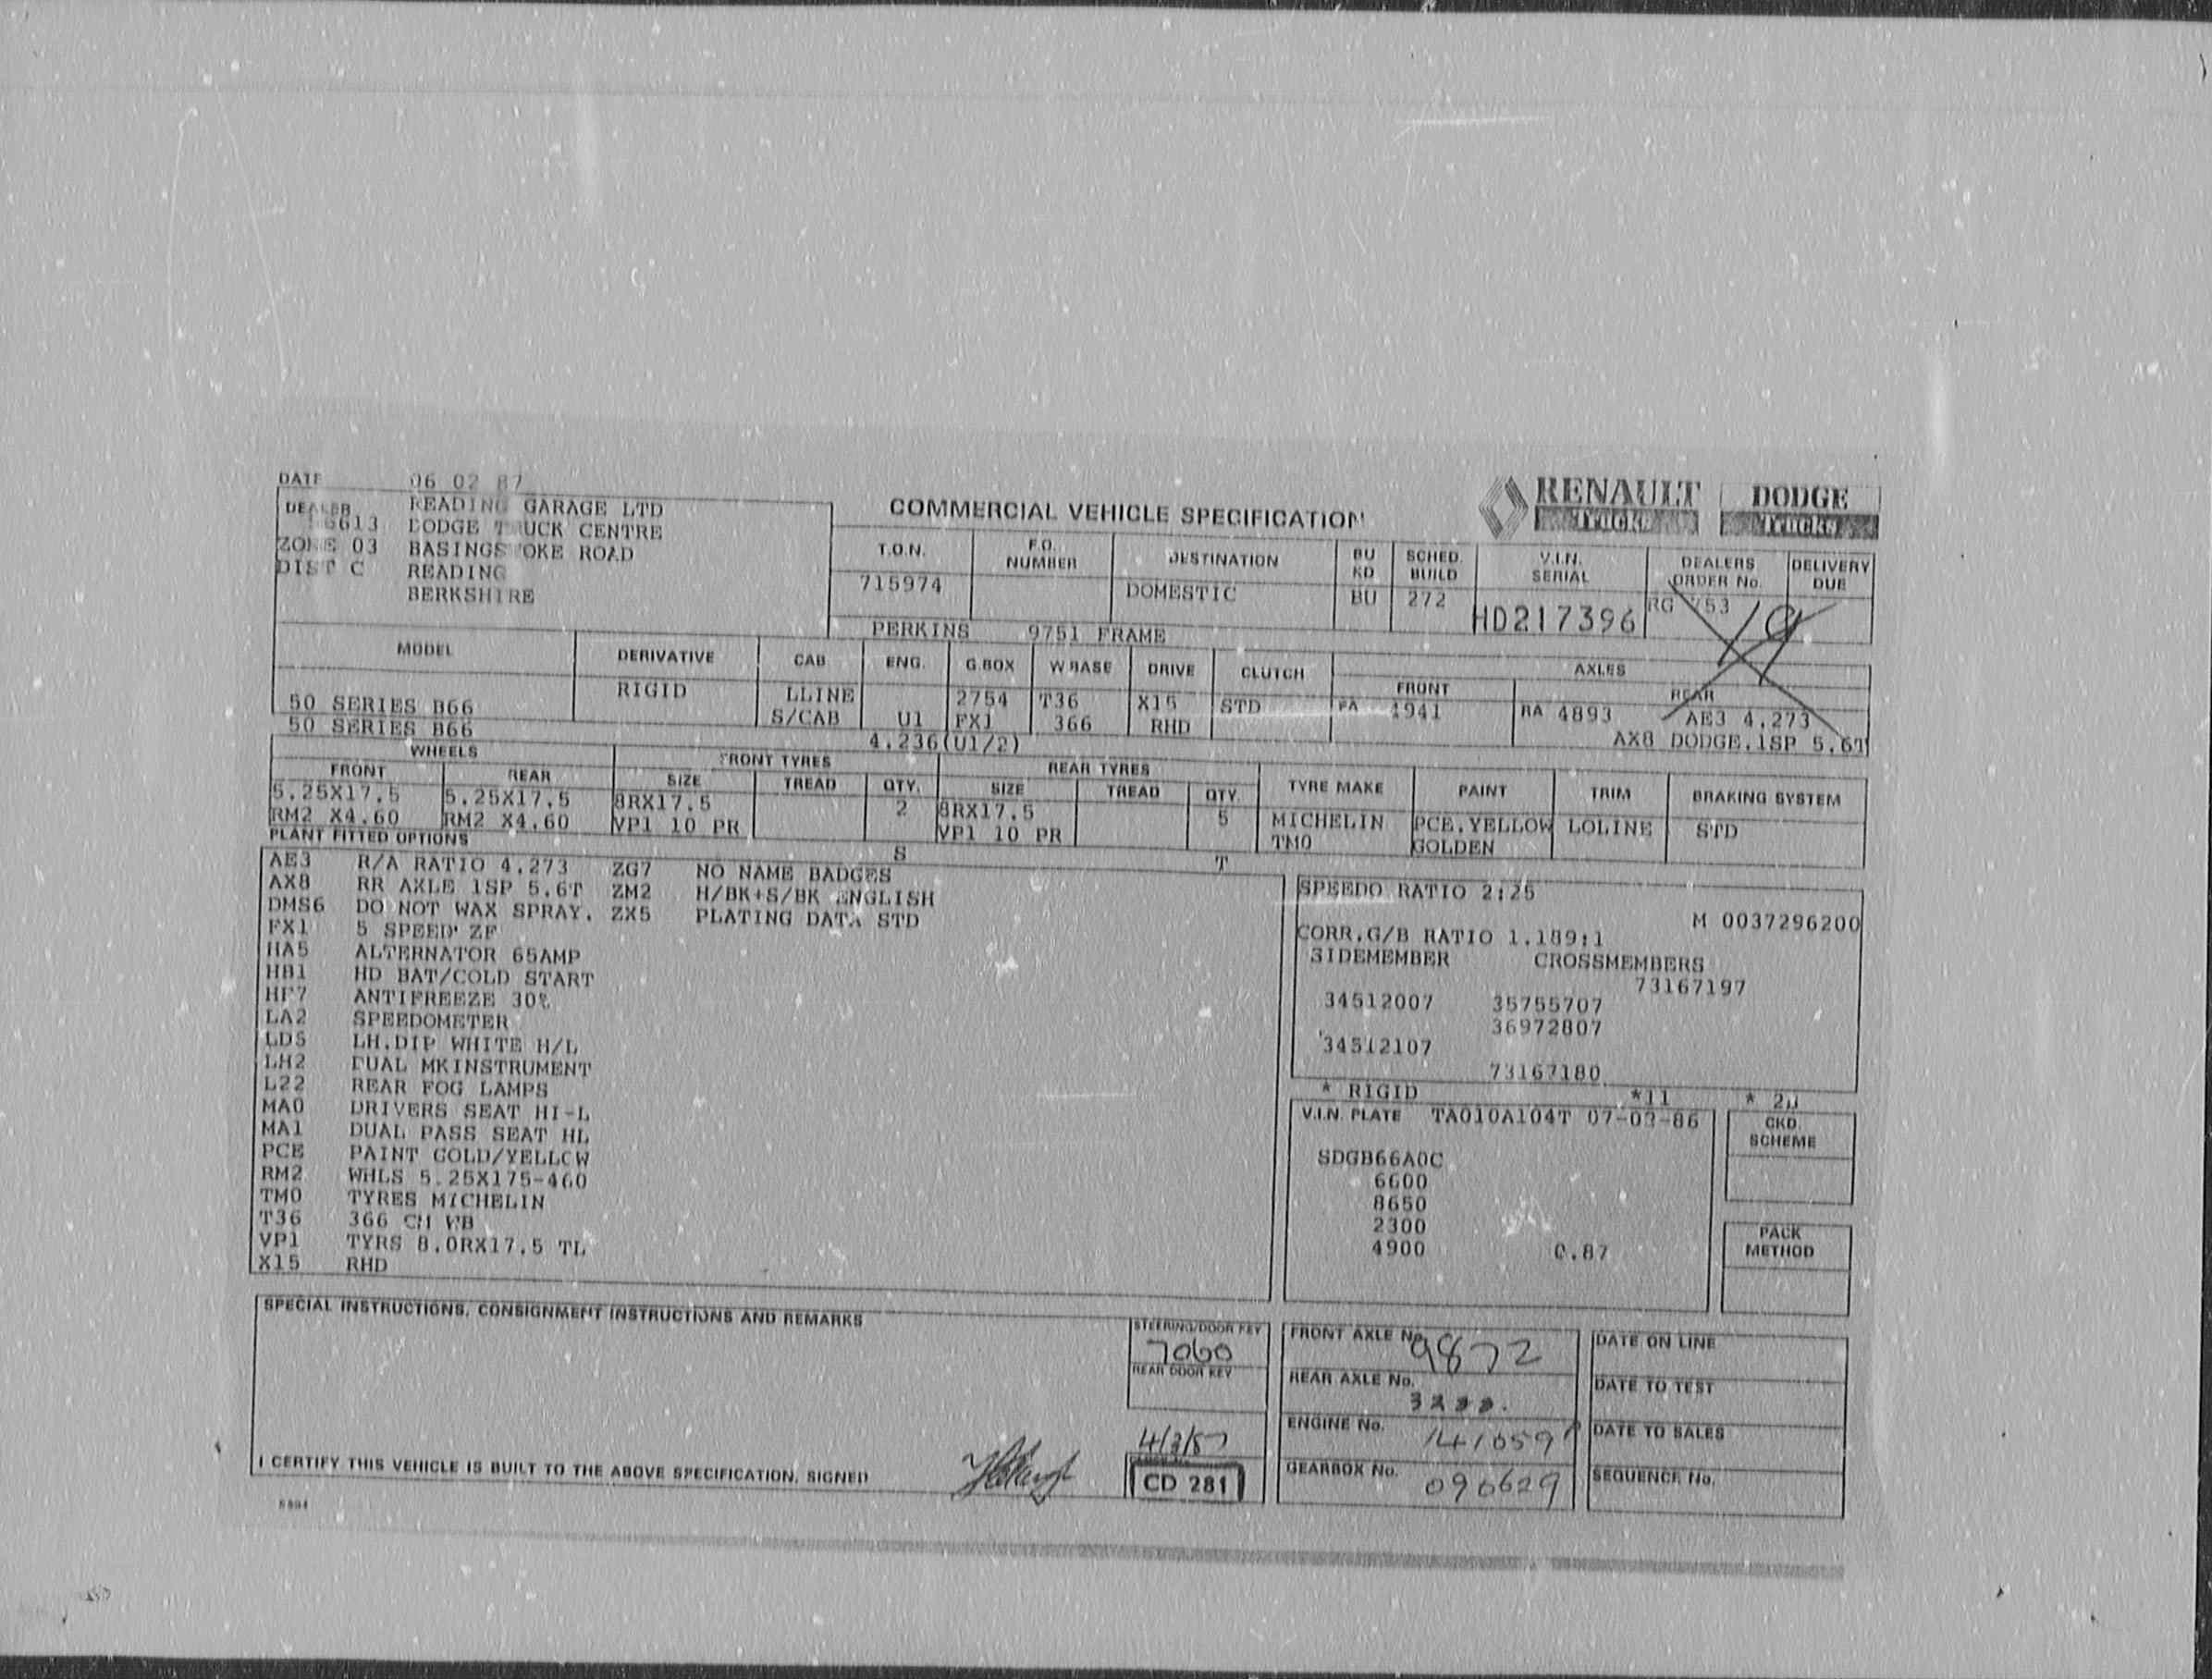 DATE 06 02 87
DEALER READING GARAGE LTD
6613 DODGE TRUCK CENTRE
ZONE 03 BASINGSTOKE ROAD
DIST C READING
BERKSHIRE
COMMERCIAL VEHICLE SPECIFICATION
RENAULT TRUCKS DODGE TRUCKS
T.O.N. F.O. NUMBER DESTINATION BU KD SCHED. BUILD V.I.N. SERIAL DEALERS ORDER No. DELIVERY DUE
715974 DOMESTIC BU 272 HD217396 RG 19
PERKINS 9751 FRAME
MODEL DERIVATIVE CAB ENG. G.BOX W BASE DRIVE CLUTCH AXLES
FRONT REAR
50 SERIES B66 RIGID LLINE 2754 T36 X15 STD FA 1941 RA 4893 AE3 4.273
50 SERIES B66 S/CAB U1 FX1 366 RHD AX8 DODGE.1SP 5.6T
4.236(U1/2)
WHEELS FRONT TYRES REAR TYRES
FRONT REAR SIZE TREAD QTY. SIZE TREAD QTY. TYRE MAKE PAINT TRIM BRAKING SYSTEM
5.25X17.5 5.25X17.5 8RX17.5 2 8RX17.5 5 MICHELIN PCE.YELLOW LOLINE STD
RM2 X4.60 RM2 X4.60 VP1 10 PR VP1 10 PR TM0 GOLDEN
PLANT FITTED OPTIONS S T
AE3 R/A RATIO 4.273 ZG7 NO NAME BADGES
AX8 RR AXLE 1SP 5.6T ZM2 H/BK+S/BK ENGLISH
DMS6 DO NOT WAX SPRAY. ZX5 PLATING DATA STD
FX1 5 SPEED ZF
HA5 ALTERNATOR 65AMP
HB1 HD BAT/COLD START
HF7 ANTIFREEZE 30%
LA2 SPEEDOMETER
LD5 LH.DIP WHITE H/L
LH2 DUAL MKINSTRUMENT
L22 REAR FOG LAMPS
MA0 DRIVERS SEAT HI-L
MA1 DUAL PASS SEAT HL
PCE PAINT GOLD/YELLOW
RM2 WHLS 5.25X175-460
TM0 TYRES MICHELIN
T36 366 CM WB
VP1 TYRS 8.0RX17.5 TL
X15 RHD
SPEEDO RATIO 2:25
M 0037296200
CORR.G/B RATIO 1.189:1
SIDEMEMBER CROSSMEMBERS
73167197
34512007 35755707
36972807
34512107
73167180
* RIGID *11 * 20
V.I.N. PLATE TA010A104T 07-03-86
SDGB66A0C
6600
8650
2300
4900 0.87
CKD. SCHEME
PACK METHOD
SPECIAL INSTRUCTIONS, CONSIGNMENT INSTRUCTIONS AND REMARKS
STEERING/DOOR KEY
7060
REAR DOOR KEY
4/3/87
CD 281
I CERTIFY THIS VEHICLE IS BUILT TO THE ABOVE SPECIFICATION. SIGNED
FRONT AXLE No. 9872
REAR AXLE No.
ENGINE No.
GEARBOX No. 090629
DATE ON LINE
DATE TO TEST
DATE TO SALES
SEQUENCE No.